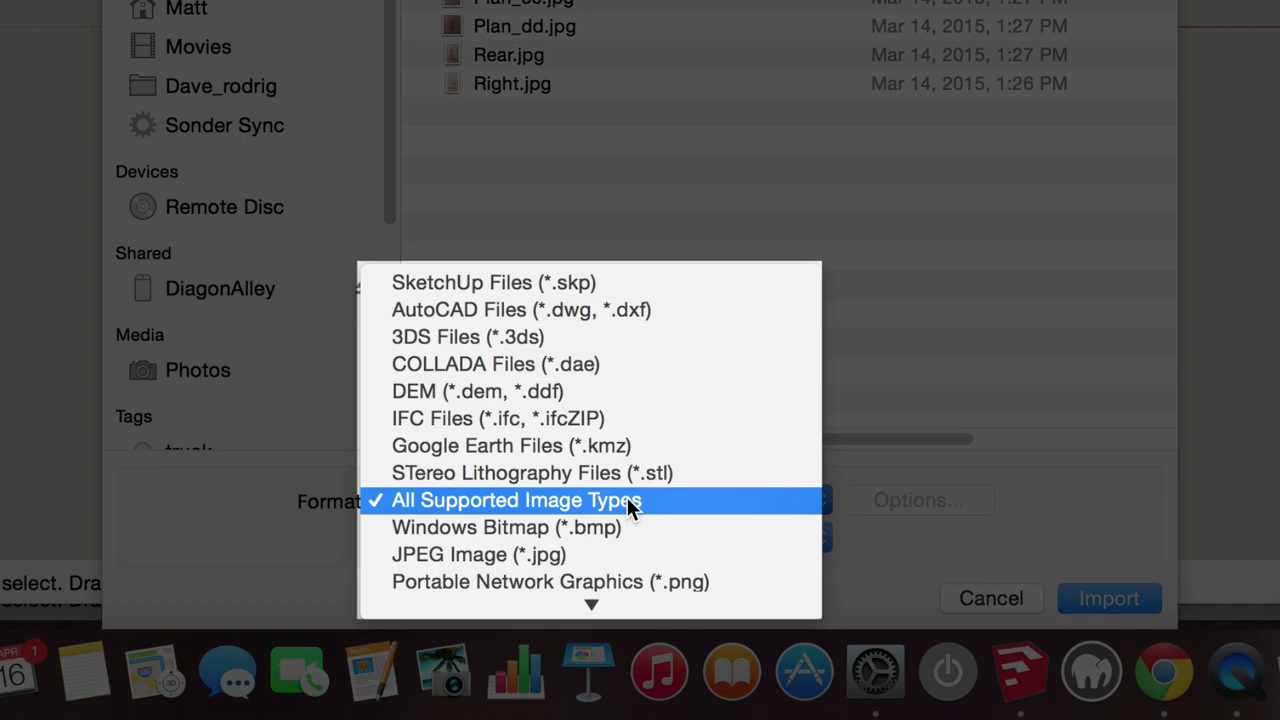 Matt
Plan_dd.jpg Mar 14, 2015, 1:27 PM
Movies
Rear.jpg Mar 14, 2015, 1:27 PM
Dave_rodrig
Right.jpg Mar 14, 2015, 1:26 PM
Sonder Sync
Devices
Remote Disc
Shared
DiagonAlley
Media
Photos
Tags
SketchUp Files (*.skp)
AutoCAD Files (*.dwg, *.dxf)
3DS Files (*.3ds)
COLLADA Files (*.dae)
DEM (*.dem, *.ddf)
IFC Files (*.ifc, *.ifcZIP)
Google Earth Files (*.kmz)
STereo Lithography Files (*.stl)
Format ✓ All Supported Image Types Options...
Windows Bitmap (*.bmp)
JPEG Image (*.jpg)
Portable Network Graphics (*.png)
select. Dra
Cancel Import
APR 1
16